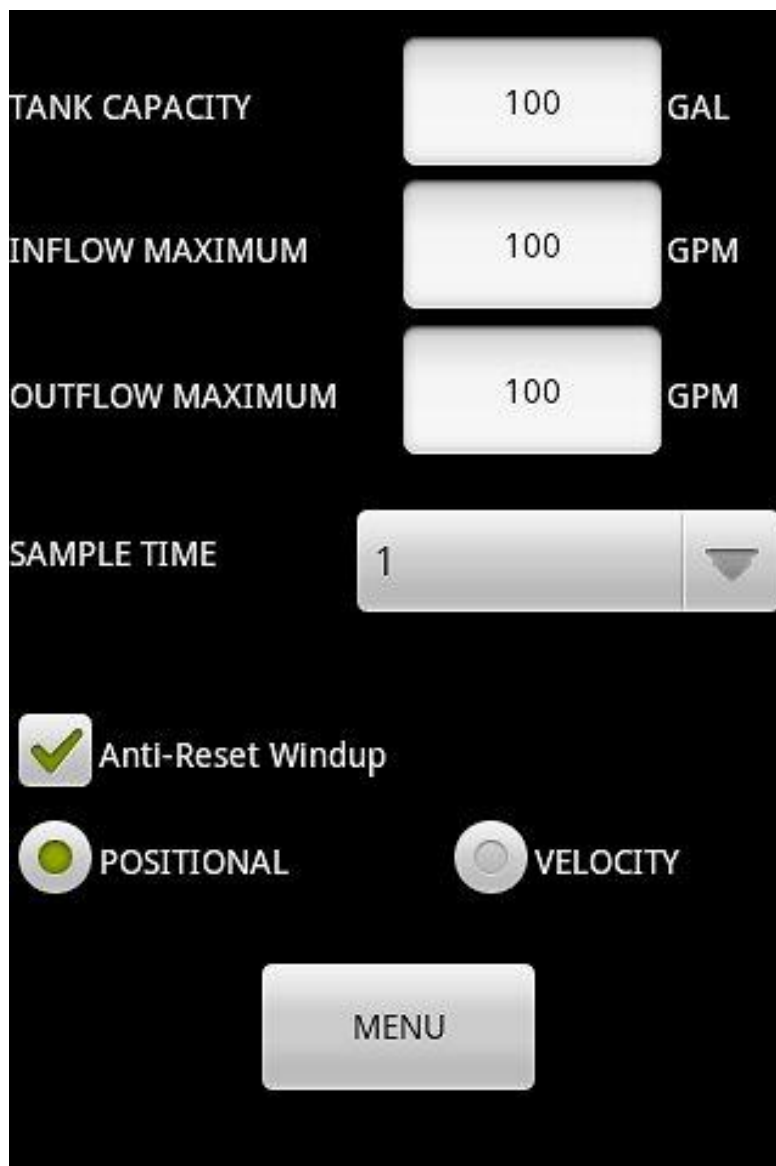 TANK CAPACITY 100 GAL
INFLOW MAXIMUM 100 GPM
OUTFLOW MAXIMUM 100 GPM
SAMPLE TIME 1
Anti-Reset Windup
POSITIONAL VELOCITY
MENU